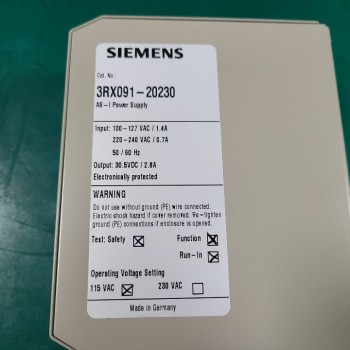 SIEMENS
Cat. No.:
3RX091-20230
AS-I Power Supply
Input: 100-127 VAC / 1.4A
220-240 VAC / 0.7A
50 / 60 Hz
Output: 30.5VDC / 2.8A
Electronically protected
WARNING
Do not use without ground (PE) wire connected.
Electric shock hazard if cover removed. Re-tighten
ground (PE) connections if enclosure is opened.
Test: Safety Function
Run-In
Operating Voltage Setting
115 VAC 230 VAC
Made in Germany